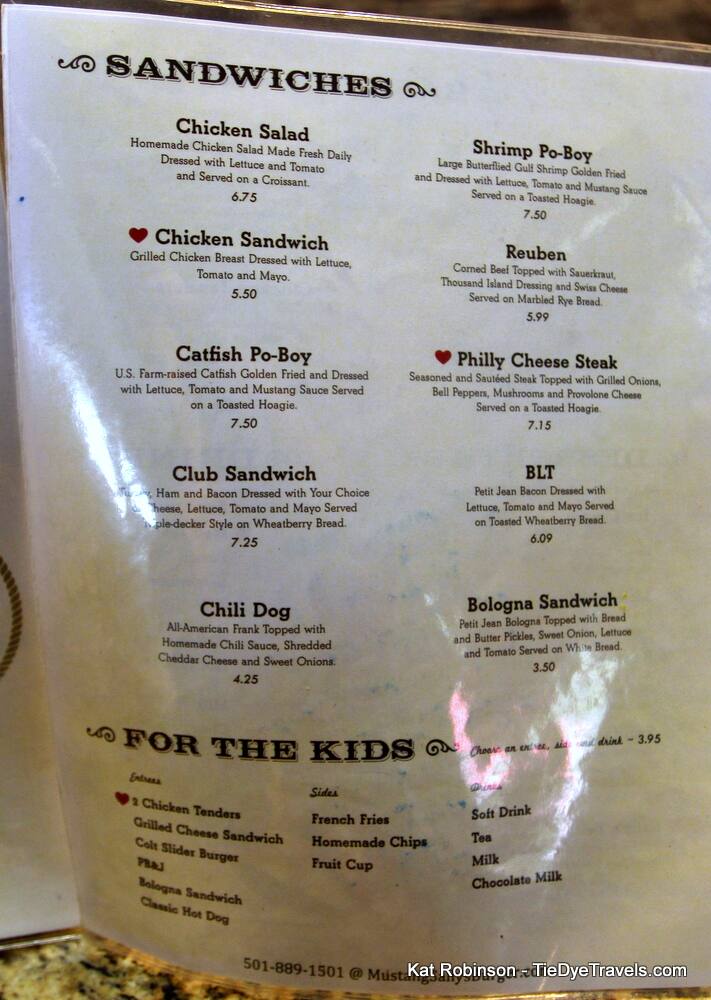 SANDWICHES
Chicken Salad
Homemade Chicken Salad Made Fresh Daily
Dressed with Lettuce and Tomato
and Served on a Croissant.
6.75
Chicken Sandwich
Grilled Chicken Breast Dressed with Lettuce,
Tomato and Mayo.
5.50
Catfish Po-Boy
U.S. Farm-raised Catfish Golden Fried and Dressed
with Lettuce, Tomato and Mustang Sauce Served
on a Toasted Hoagie.
7.50
Club Sandwich
Ham and Bacon Dressed with Your Choice
Cheese, Lettuce, Tomato and Mayo Served
Triple-decker Style on Wheatberry Bread.
7.25
Chili Dog
All-American Frank Topped with
Homemade Chili Sauce, Shredded
Cheddar Cheese and Sweet Onions.
4.25
Shrimp Po-Boy
Large Butterflied Gulf Shrimp Golden Fried
and Dressed with Lettuce, Tomato and Mustang Sauce
Served on a Toasted Hoagie.
7.50
Reuben
Corned Beef Topped with Sauerkraut,
Thousand Island Dressing and Swiss Cheese
Served on Marbled Rye Bread.
5.99
Philly Cheese Steak
Seasoned and Sautéed Steak Topped with Grilled Onions,
Bell Peppers, Mushrooms and Provolone Cheese
Served on a Toasted Hoagie.
7.15
BLT
Petit Jean Bacon Dressed with
Lettuce, Tomato and Mayo Served
on Toasted Wheatberry Bread.
6.09
Bologna Sandwich
Petit Jean Bologna Topped with Bread
and Butter Pickles, Sweet Onion, Lettuce
and Tomato Served on White Bread.
3.50
FOR THE KIDS
Choose an entree, side and drink - 3.95
Entrees
2 Chicken Tenders
Grilled Cheese Sandwich
Colt Slider Burger
PB&J
Bologna Sandwich
Classic Hot Dog
Sides
French Fries
Homemade Chips
Fruit Cup
Drinks
Soft Drink
Tea
Milk
Chocolate Milk
501-889-1501 @
Kat Robinson - TieDyeTravels.com